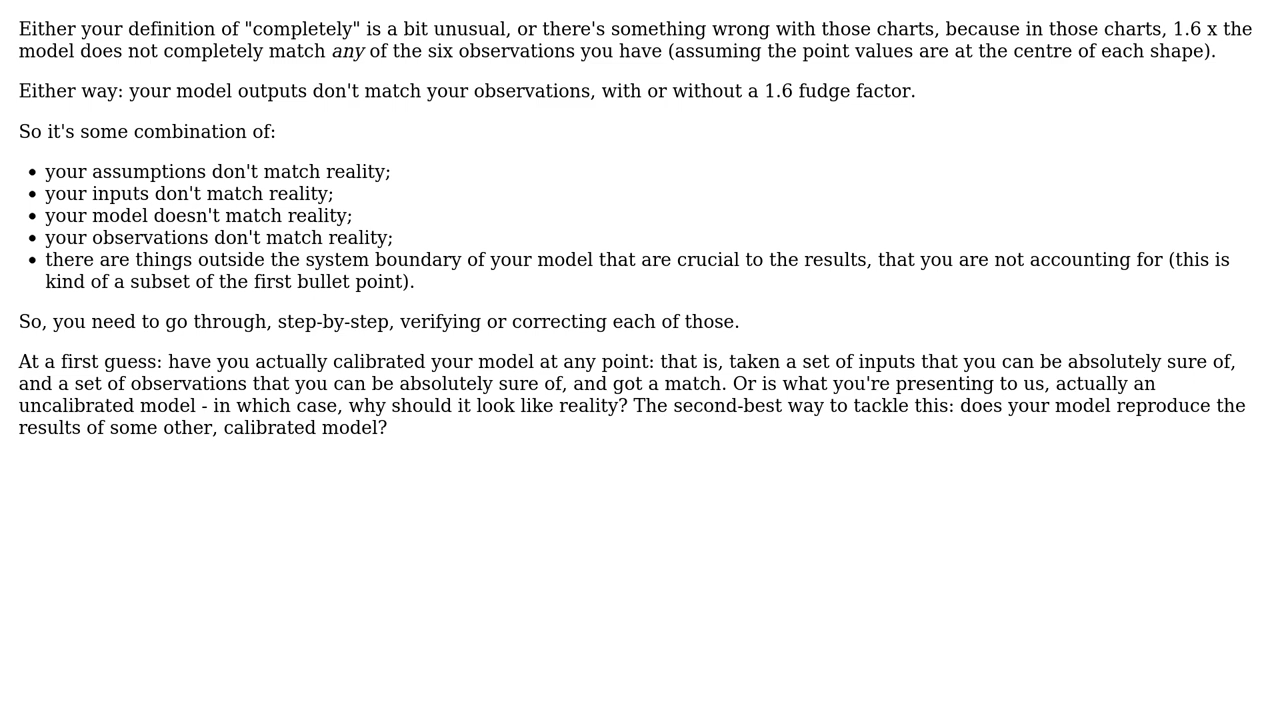 Either your definition of "completely" is a bit unusual, or there's something wrong with those charts, because in those charts, 1.6 x the
model does not completely match any of the six observations you have (assuming the point values are at the centre of each shape).
Either way: your model outputs don't match your observations, with or without a 1.6 fudge factor.
So it's some combination of:
• your assumptions don't match reality;
• your inputs don't match reality;
• your model doesn't match reality;
• your observations don't match reality;
• there are things outside the system boundary of your model that are crucial to the results, that you are not accounting for (this is
kind of a subset of the first bullet point).
So, you need to go through, step-by-step, verifying or correcting each of those.
At a first guess: have you actually calibrated your model at any point: that is, taken a set of inputs that you can be absolutely sure of,
and a set of observations that you can be absolutely sure of, and got a match. Or is what you're presenting to us, actually an
uncalibrated model - in which case, why should it look like reality? The second-best way to tackle this: does your model reproduce the
results of some other, calibrated model?